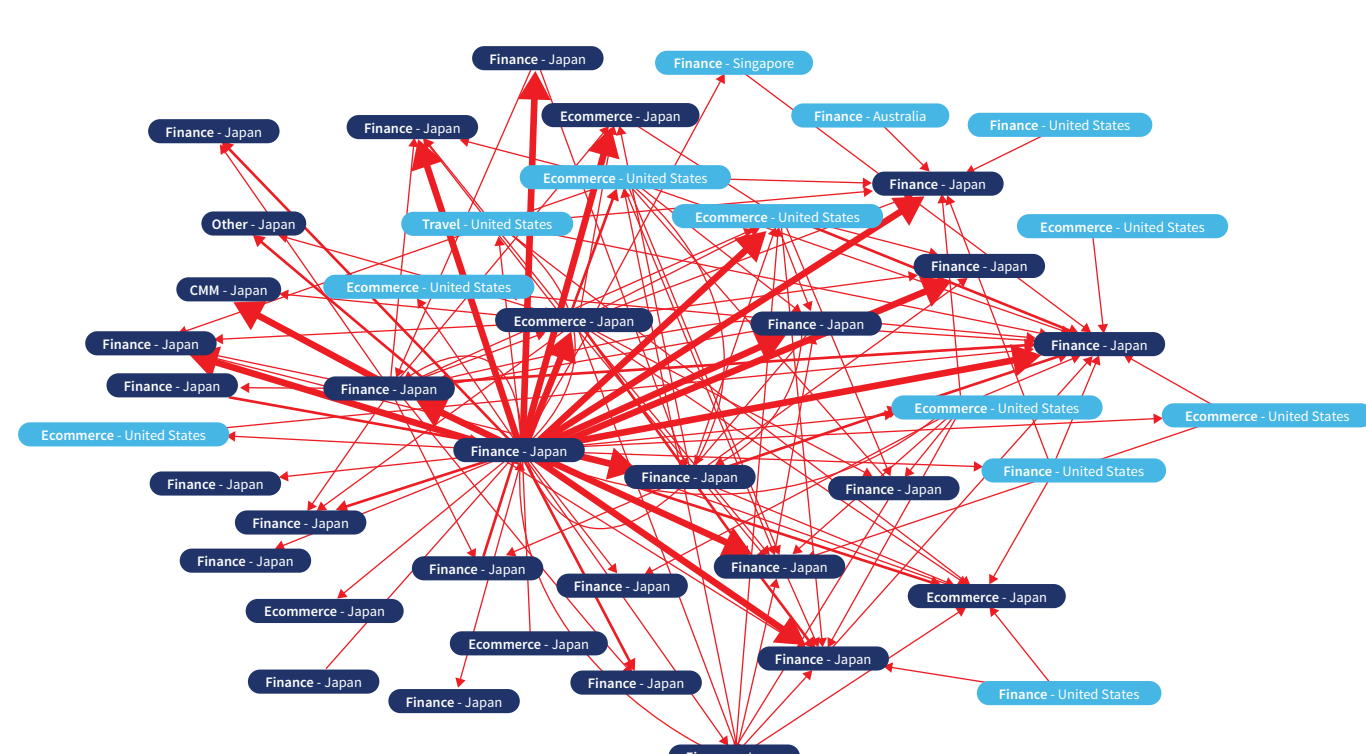 Finance - Japan
Finance - Singapore
Ecommerce - Japan
Finance - Australia
Finance - United States
Finance - Japan
Finance - Japan
Ecommerce - United States
Finance - Japan
Ecommerce - United States
Other - Japan
Travel - United States
Ecommerce - United States
Finance - Japan
CMM - Japan
Ecommerce - United States
Ecommerce - Japan
Finance - Japan
Finance - Japan
Finance - Japan
Finance - Japan
Finance - Japan
Ecommerce - United States
Ecommerce - United States
Ecommerce - United States
Finance - Japan
Finance - United States
Finance - Japan
Finance - Japan
Finance - Japan
Finance - Japan
Finance - Japan
Finance - Japan
Finance - Japan
Finance - Japan
Ecommerce - Japan
Ecommerce - Japan
Ecommerce - Japan
Finance - Japan
Finance - Japan
Finance - Japan
Finance - United States
Finance - Japan